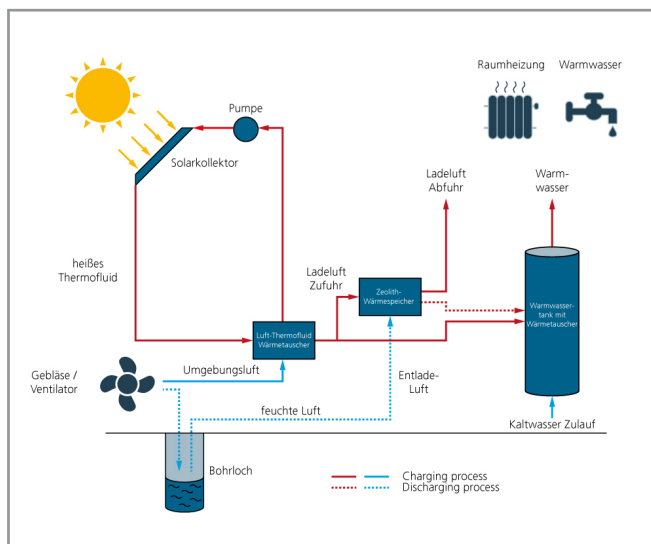 Raumheizung
Warmwasser
Pumpe
Solarkollektor
Ladeluft
Abfuhr
Warm-
wasser
heißes
Thermofluid
Ladeluft
Zufuhr
Zeolith-
Wärmespeicher
Warmwasser-
tank mit
Wärmetauscher
Luft-Thermofluid
Wärmetauscher
Gebläse /
Ventilator
Umgebungsluft
Entlade-
Luft
feuchte Luft
Kaltwasser Zulauf
Bohrloch
Charging process
Discharging process